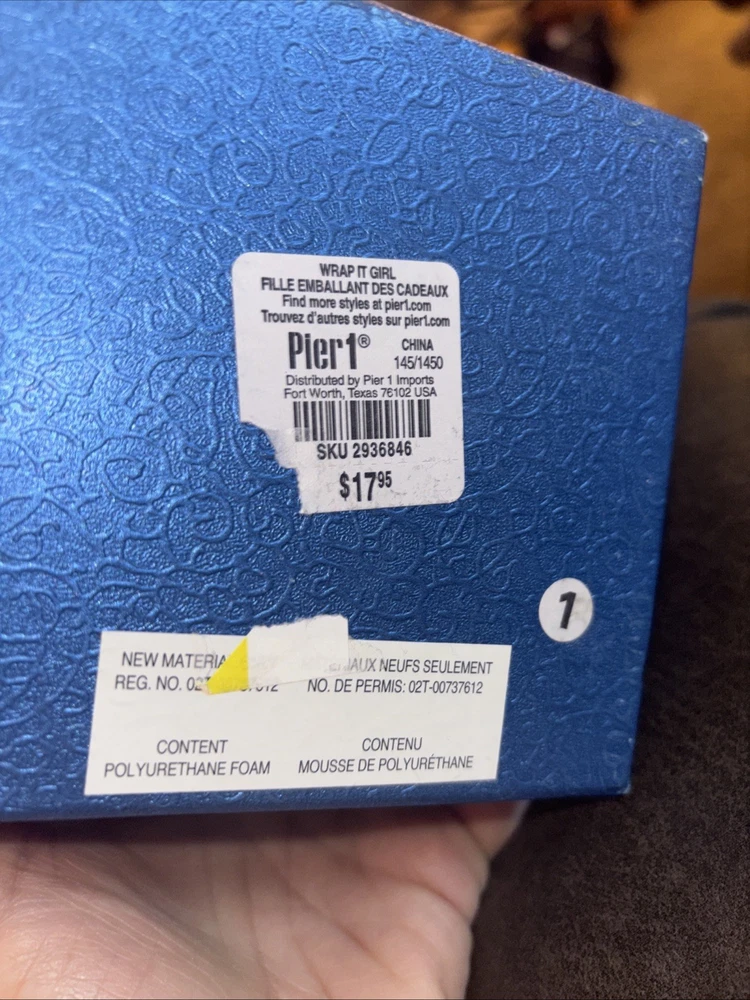 WRAP IT GIRL
FILLE EMBALLANT DES CADEAUX
Find more styles at pier1.com
Trouvez d'autres styles sur pier1.com
Pier1® CHINA
145/1450
Distributed by Pier 1 Imports
Fort Worth, Texas 76102 USA
SKU 2936846
$17.95
1
NEW MATERIA
REG. NO. 02T
CONTENT
POLYURETHANE FOAM
NEUFS SEULEMENT
NO. DE PERMIS: 02T-00737612
CONTENU
MOUSSE DE POLYURÉTHANE